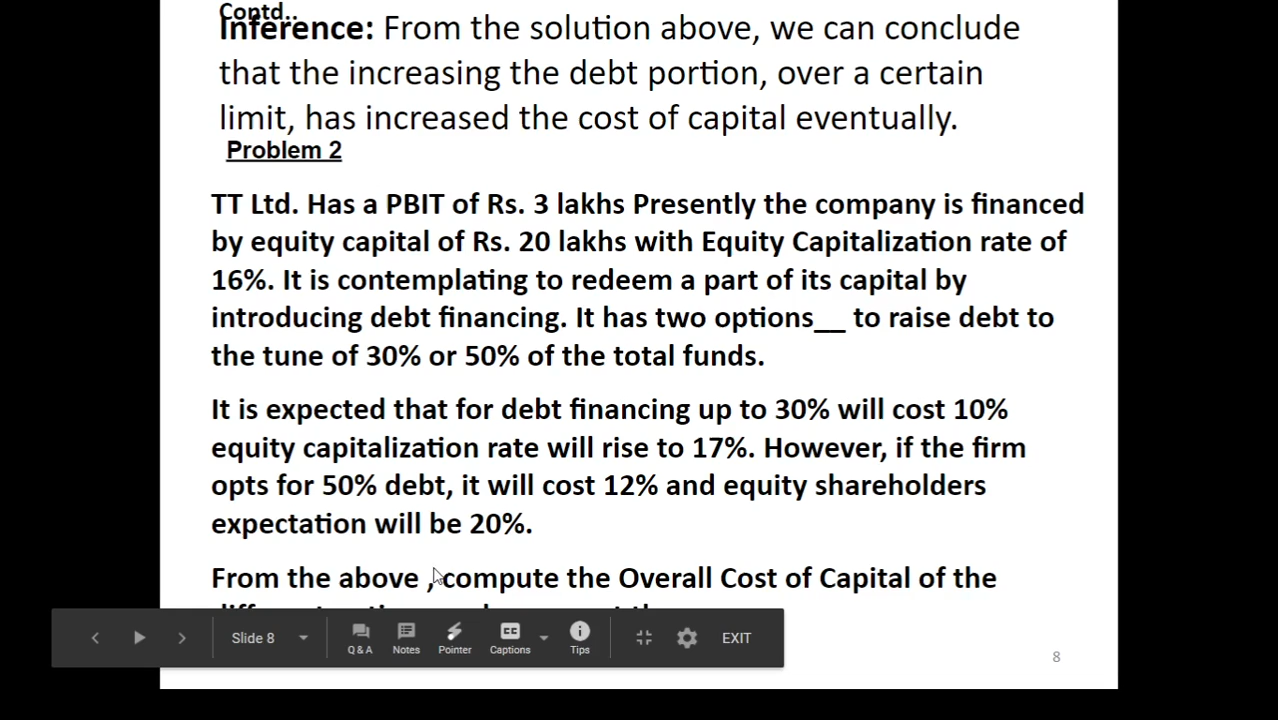 Contd..
Inference: From the solution above, we can conclude
that the increasing the debt portion, over a certain
limit, has increased the cost of capital eventually.
Problem 2
TT Ltd. Has a PBIT of Rs. 3 lakhs Presently the company is financed
by equity capital of Rs. 20 lakhs with Equity Capitalization rate of
16%. It is contemplating to redeem a part of its capital by
introducing debt financing. It has two options__ to raise debt to
the tune of 30% or 50% of the total funds.
It is expected that for debt financing up to 30% will cost 10%
equity capitalization rate will rise to 17%. However, if the firm
opts for 50% debt, it will cost 12% and equity shareholders
expectation will be 20%.
From the above , compute the Overall Cost of Capital of the
Slide 8
Q & A
Notes
Pointer
CC
Captions
Tips
EXIT
8